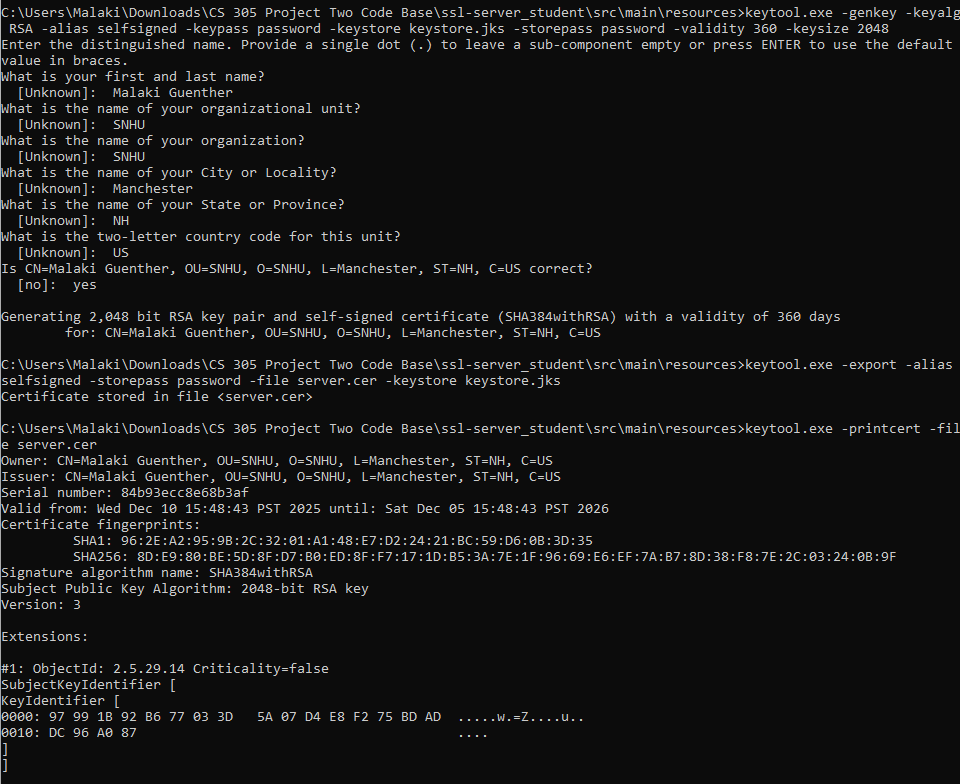 C:\Users\Malaki\Downloads\CS 305 Project Two Code Base\ssl-server_student\src\main\resources>keytool.exe -genkey -keyalg
 RSA -alias selfsigned -keypass password -keystore keystore.jks -storepass password -validity 360 -keysize 2048
Enter the distinguished name. Provide a single dot (.) to leave a sub-component empty or press ENTER to use the default
value in braces.
What is your first and last name?
  [Unknown]:  Malaki Guenther
What is the name of your organizational unit?
  [Unknown]:  SNHU
What is the name of your organization?
  [Unknown]:  SNHU
What is the name of your City or Locality?
  [Unknown]:  Manchester
What is the name of your State or Province?
  [Unknown]:  NH
What is the two-letter country code for this unit?
  [Unknown]:  US
Is CN=Malaki Guenther, OU=SNHU, O=SNHU, L=Manchester, ST=NH, C=US correct?
  [no]:  yes

Generating 2,048 bit RSA key pair and self-signed certificate (SHA384withRSA) with a validity of 360 days
        for: CN=Malaki Guenther, OU=SNHU, O=SNHU, L=Manchester, ST=NH, C=US

C:\Users\Malaki\Downloads\CS 305 Project Two Code Base\ssl-server_student\src\main\resources>keytool.exe -export -alias
selfsigned -storepass password -file server.cer -keystore keystore.jks
Certificate stored in file <server.cer>

C:\Users\Malaki\Downloads\CS 305 Project Two Code Base\ssl-server_student\src\main\resources>keytool.exe -printcert -fil
e server.cer
Owner: CN=Malaki Guenther, OU=SNHU, O=SNHU, L=Manchester, ST=NH, C=US
Issuer: CN=Malaki Guenther, OU=SNHU, O=SNHU, L=Manchester, ST=NH, C=US
Serial number: 84b93ecc8e68b3af
Valid from: Wed Dec 10 15:48:43 PST 2025 until: Sat Dec 05 15:48:43 PST 2026
Certificate fingerprints:
         SHA1: 96:2E:A2:95:9B:2C:32:01:A1:48:E7:D2:24:21:BC:59:D6:0B:3D:35
         SHA256: 8D:E9:80:BE:5D:8F:D7:B0:ED:8F:F7:17:1D:B5:3A:7E:1F:96:69:E6:EF:7A:B7:8D:38:F8:7E:2C:03:24:0B:9F
Signature algorithm name: SHA384withRSA
Subject Public Key Algorithm: 2048-bit RSA key
Version: 3

Extensions:

#1: ObjectId: 2.5.29.14 Criticality=false
SubjectKeyIdentifier [
KeyIdentifier [
0000: 97 99 1B 92 B6 77 03 3D   5A 07 D4 E8 F2 75 BD AD  .....w.=Z....u..
0010: DC 96 A0 87                                        ....
]
]